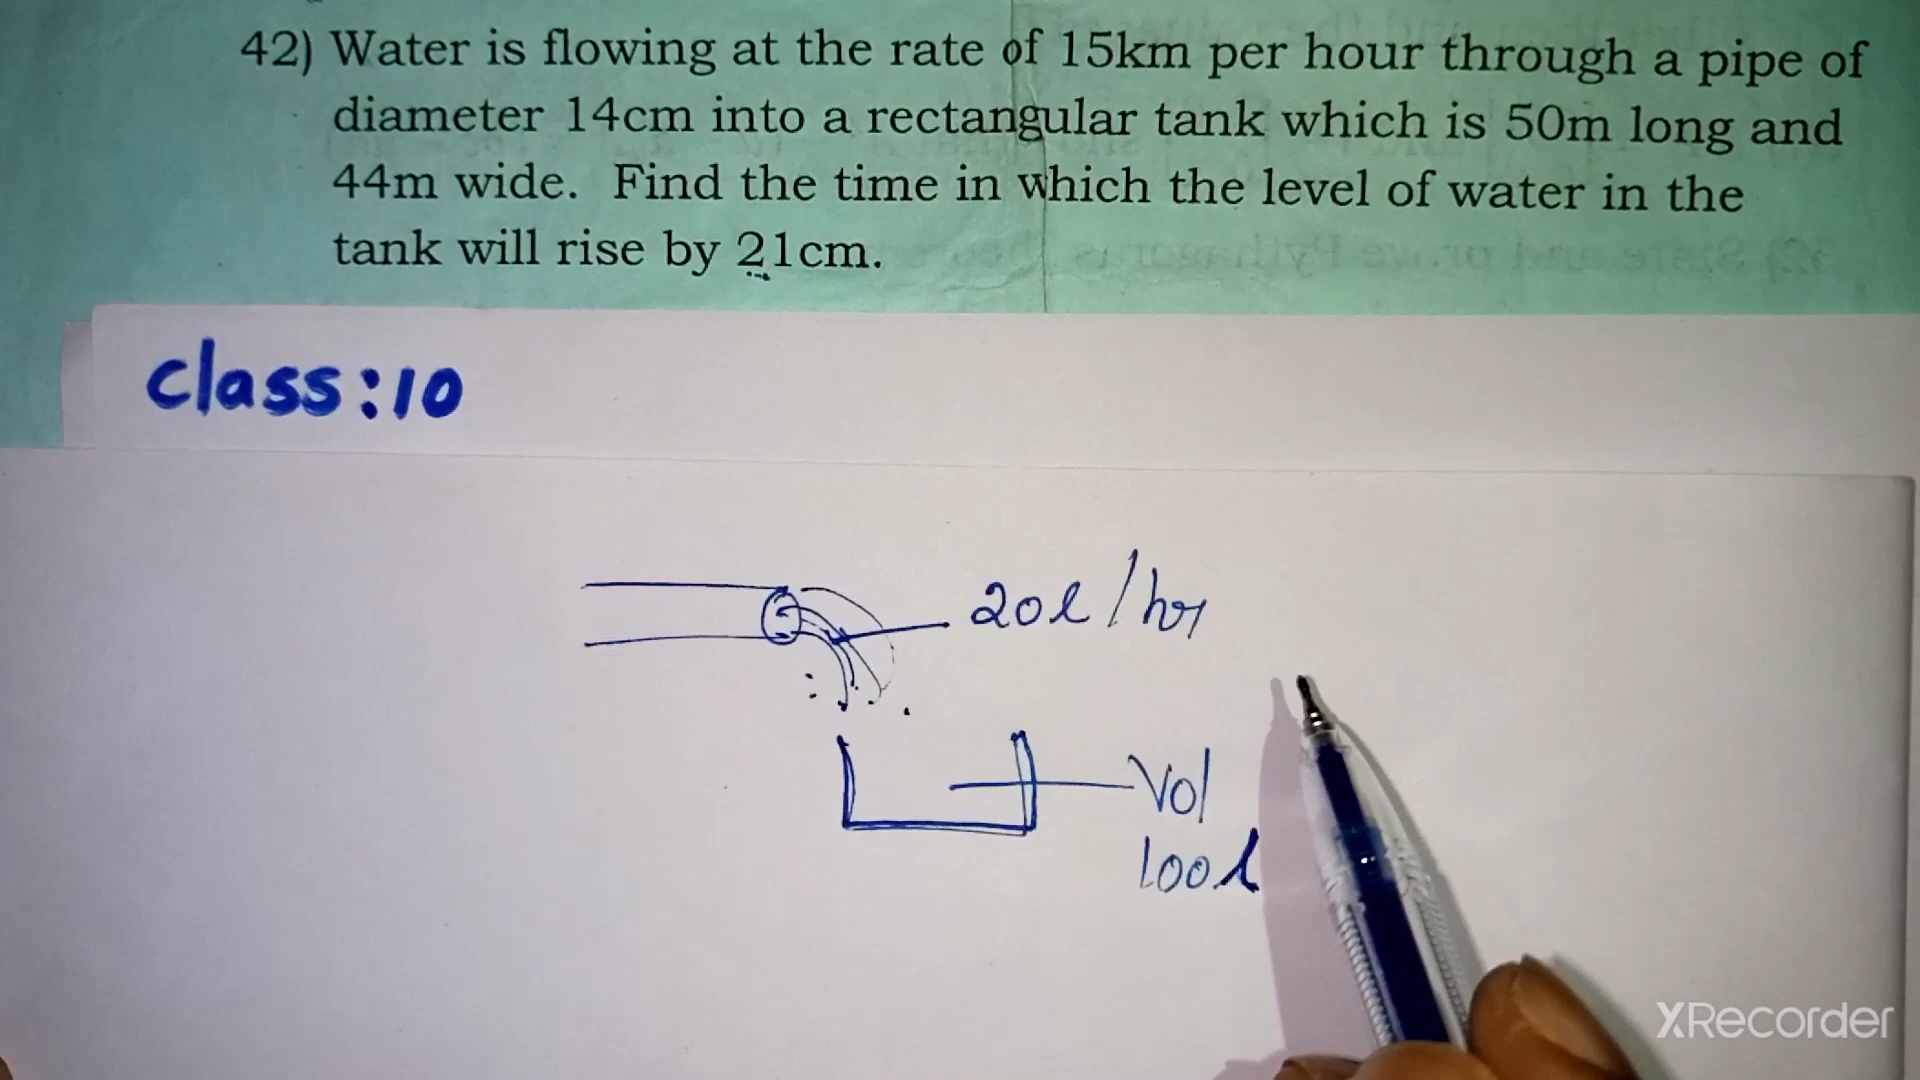 42) Water is flowing at the rate of 15km per hour through a pipe of
diameter 14cm into a rectangular tank which is 50m long and
44m wide. Find the time in which the level of water in the
tank will rise by 21cm.
class:10
20l/hr
Vol
100l
XRecorder